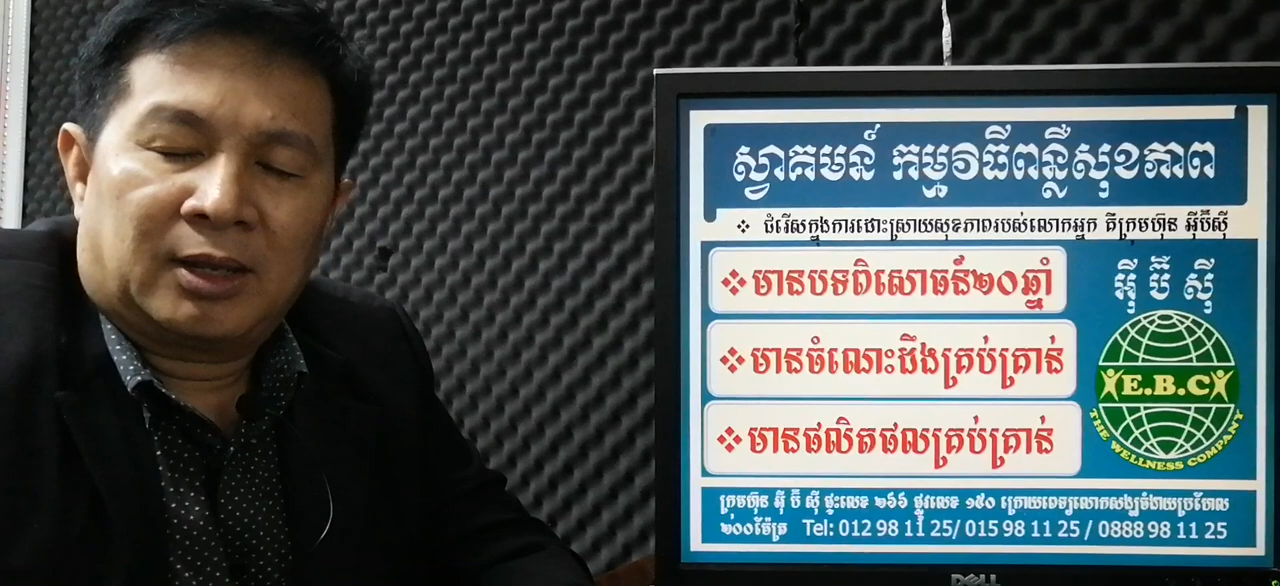 ស្វាគមន៍ កម្មវិធីពន្លឺសុខភាព
❖ ជំរើសក្នុងការដោះស្រាយសុខភាពរបស់លោកអ្នក គឺក្រុមហ៊ុន អ៊ីប៊ីស៊ី
❖មានបទពិសោធន៍២០ឆ្នាំ
❖មានចំណេះដឹងគ្រប់គ្រាន់
❖មានផលិតផលគ្រប់គ្រាន់
អ៊ី ប៊ី ស៊ី
E.B.C
THE WELLNESS COMPANY
ក្រុមហ៊ុន អ៊ី ប៊ី ស៊ី ផ្ទះលេខ ២៦៦ ផ្លូវលេខ ១៥០ ក្រោយពេទ្យលោកសង្ឃចំងាយប្រហែល
២០០ម៉ែត្រ Tel: 012 98 11 25/ 015 98 11 25 / 0888 98 11 25
DELL